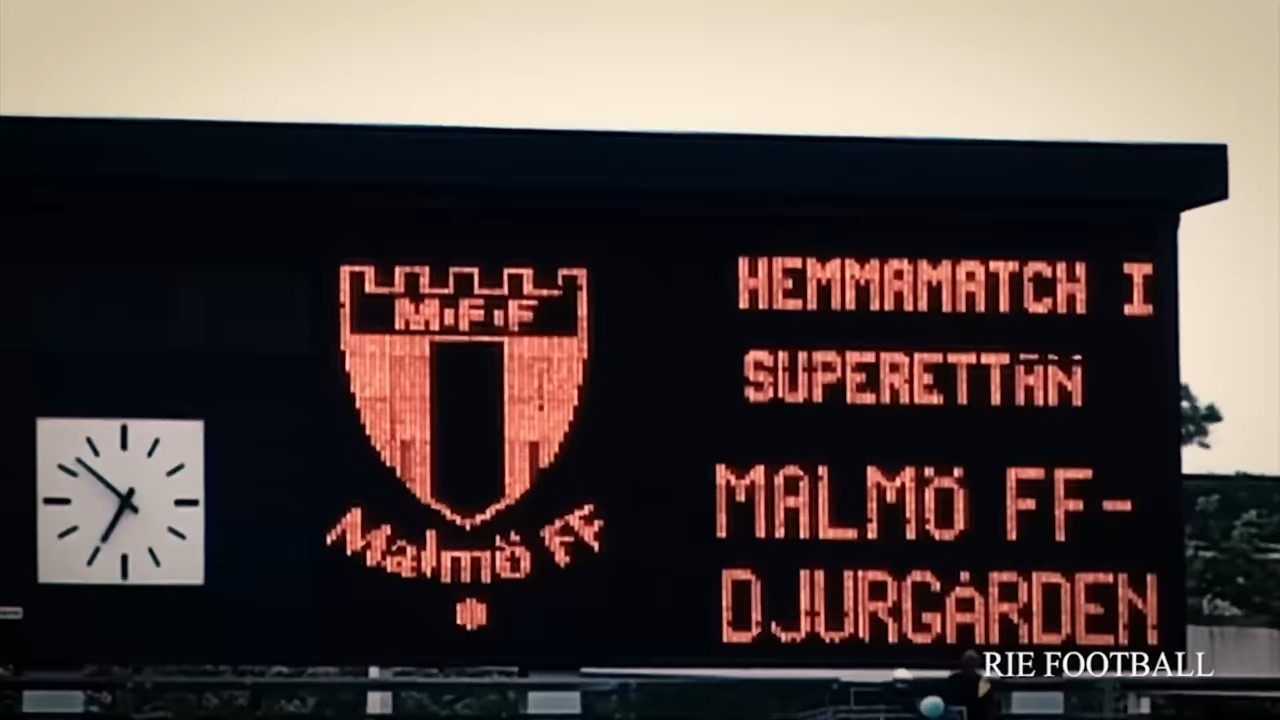 M·F·F
Malmö FF
HEMMAMATCH I
SUPERETTAN
MALMÖ FF-
DJURGÅRDEN
RIE FOOTBALL